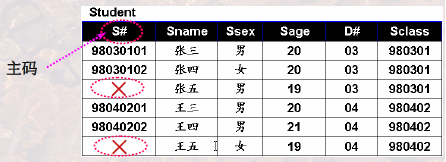 Student
S# Sname Ssex Sage D# Sclass
主码
98030101 张三 男 20 03 980301
98030102 张四 女 20 03 980301
张五 男 19 03 980301
98040201 王三 男 20 04 980402
98040202 王四 男 21 04 980402
王五 女 19 04 980402